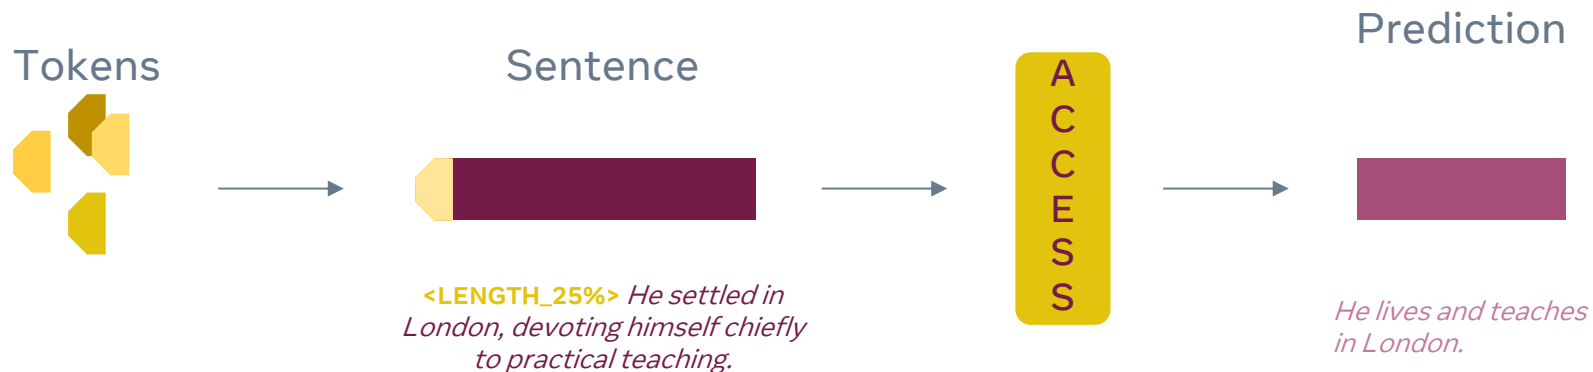 Tokens
Sentence
<LENGTH_25%> He settled in
London, devoting himself chiefly
to practical teaching.
A
C
C
E
S
S
Prediction
He lives and teaches
in London.